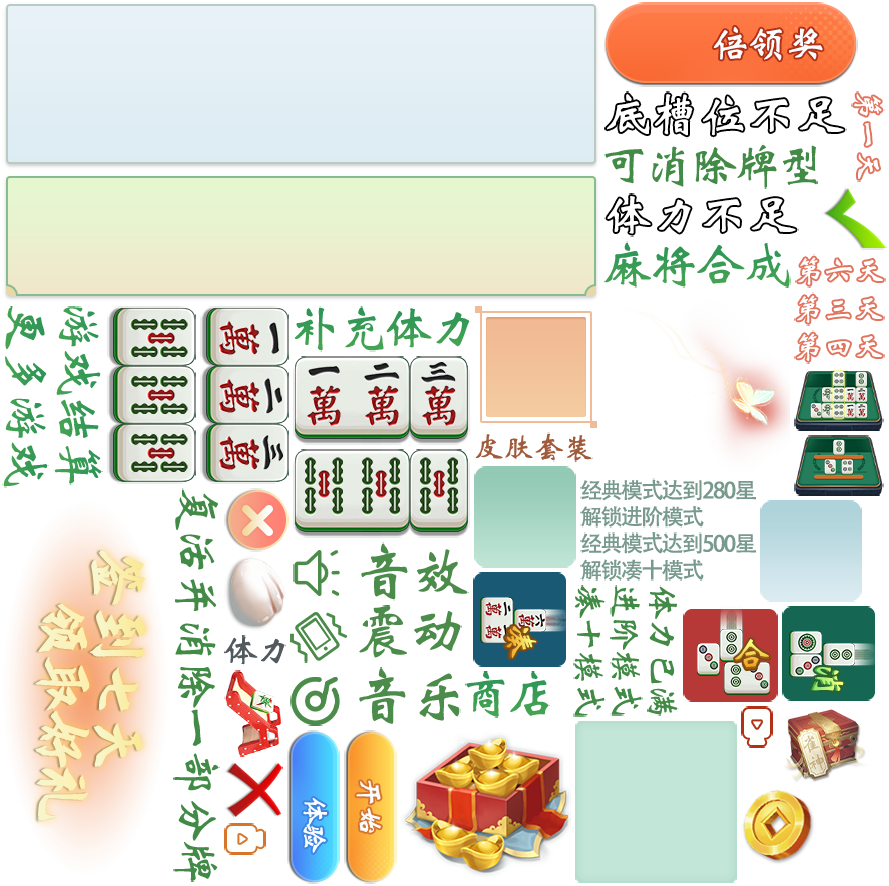 倍领奖
底槽位不足
第一天
可消除牌型
体力不足
麻将合成
第六天
第三天
第四天
更多游戏
游戏结算
一萬
二萬
三萬
补充体力
一萬
二萬
三萬
皮肤套装
经典模式达到280星
解锁进阶模式
经典模式达到500星
解锁凑十模式
签到七天
领取好礼
复活并消除一部分牌
体力
音效
震动
音乐
商店
二萬
六萬
凑
凑十模式
进阶模式
体力已满
合
消
体验
开始
雀神